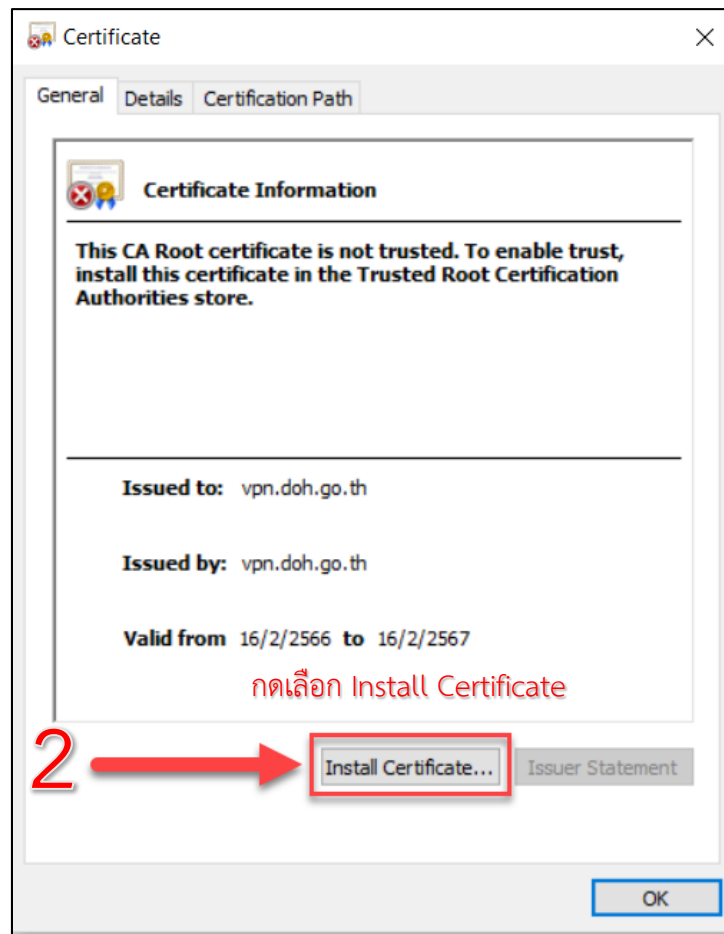 Certificate
General Details Certification Path
Certificate Information
This CA Root certificate is not trusted. To enable trust,
install this certificate in the Trusted Root Certification
Authorities store.
Issued to: vpn.doh.go.th
Issued by: vpn.doh.go.th
Valid from 16/2/2566 to 16/2/2567
กดเลือก Install Certificate
2
Install Certificate... Issuer Statement
OK